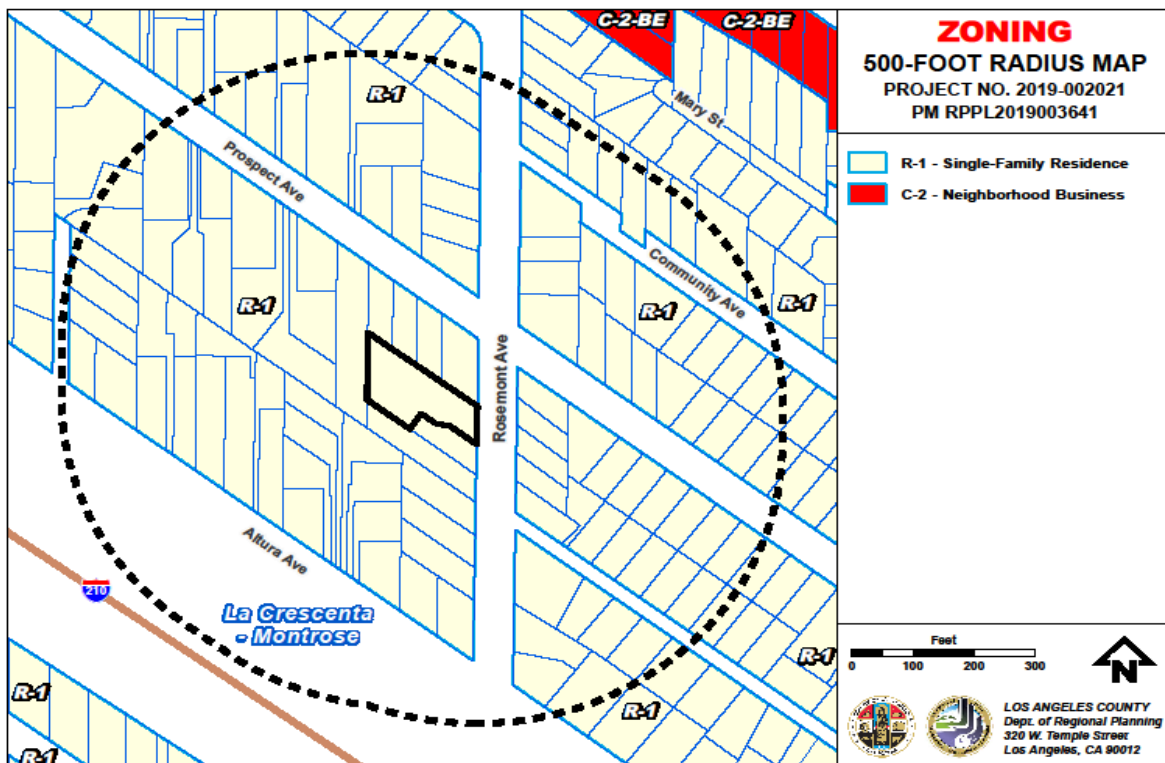 C-2-BE
C-2-BE
R-1
Mary St
Prospect Ave
Community Ave
R-1
R-1
R-1
Rosemont Ave
Altura Ave
210
La Crescenta
- Montrose
R-1
R-1
R-1
R-1
ZONING
500-FOOT RADIUS MAP
PROJECT NO. 2019-002021
PM RPPL2019003641
R-1 - Single-Family Residence
C-2 - Neighborhood Business
Feet
0 100 200 300
N
LOS ANGELES COUNTY
Dept. of Regional Planning
320 W. Temple Street
Los Angeles, CA 90012